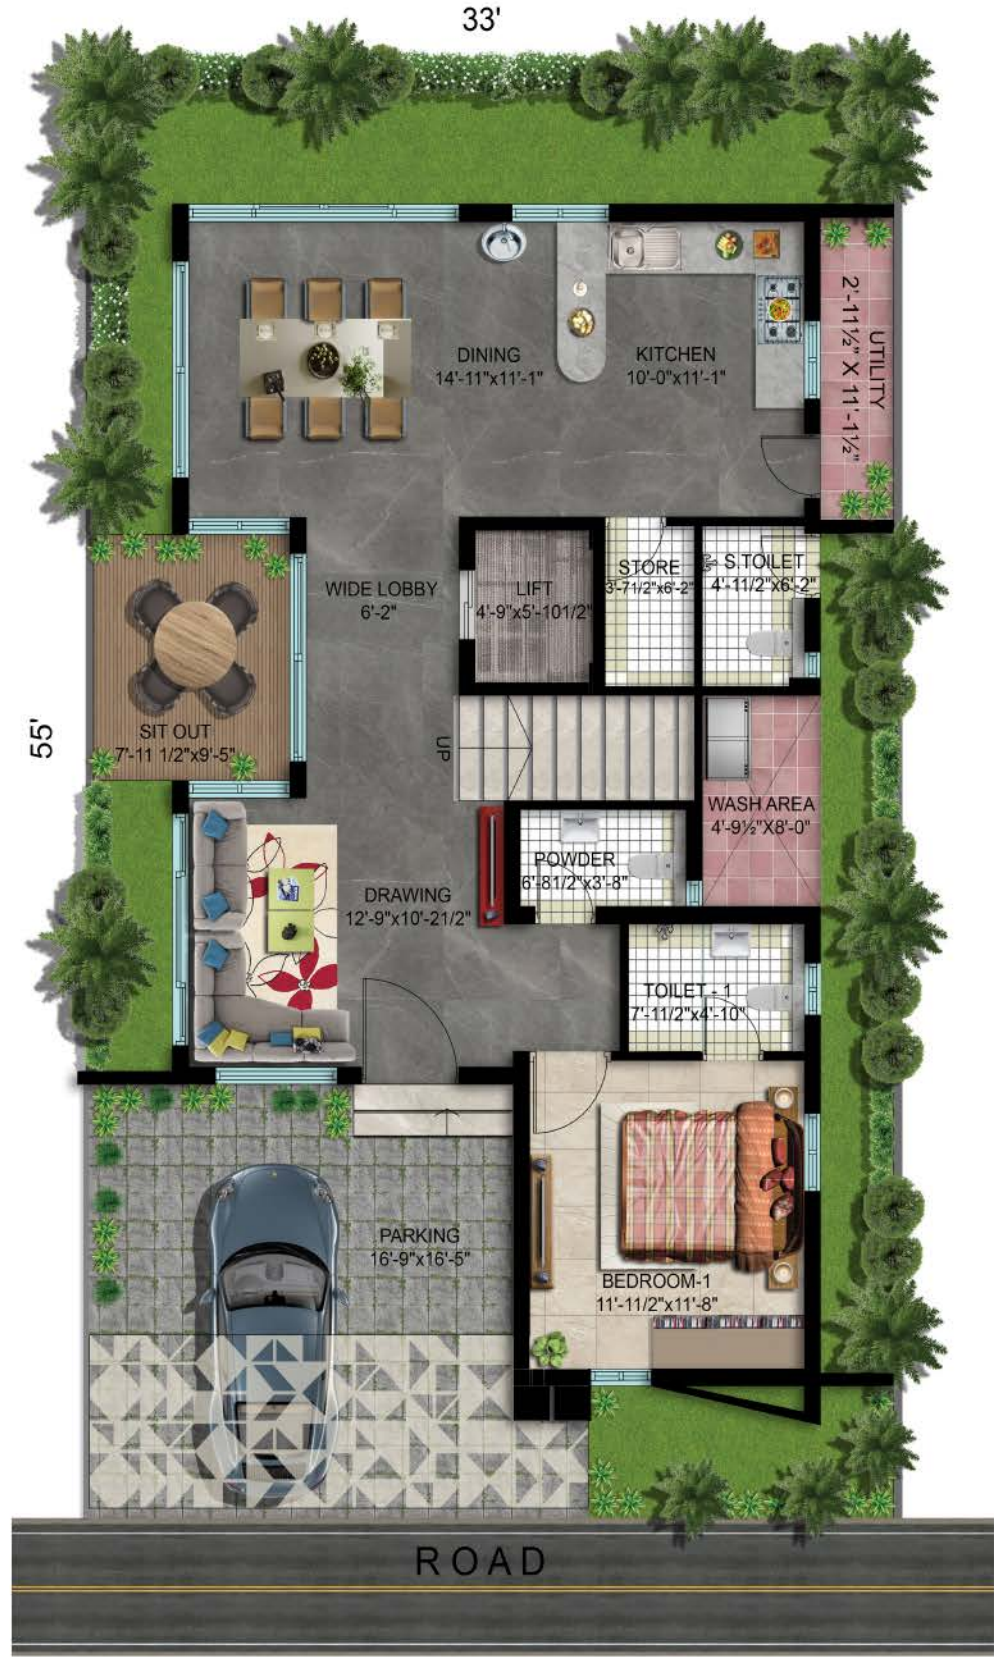 33'
DINING
14'-11"x11'-1"
KITCHEN
10'-0"x11'-1"
UTILITY
2'-11½" X 11'-1½"
WIDE LOBBY
6'-2"
LIFT
4'-9"x5'-101/2"
STORE
3'-71/2"x6'-2"
S.TOILET
4'-11/2"x6'-2"
55'
SIT OUT
7'-11 1/2"x9'-5"
UP
WASH AREA
4'-9½"X8'-0"
POWDER
6'-81/2"x3'-8"
DRAWING
12'-9"x10'-21/2"
TOILET - 1
7'-11/2"x4'-10"
PARKING
16'-9"x16'-5"
BEDROOM-1
11'-11/2"x11'-8"
ROAD